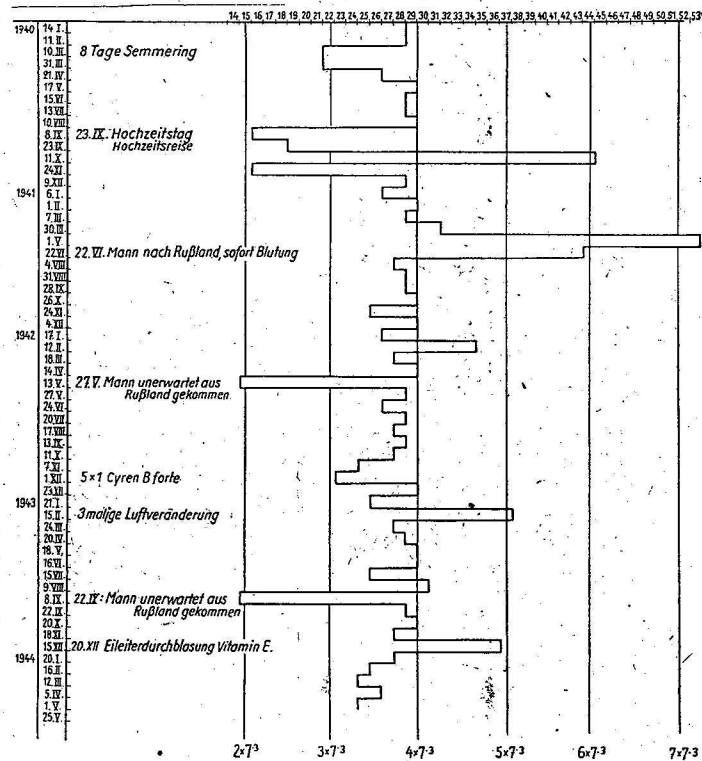 14 15 16 17 18 19 20 21 22 23 24 25 26 27 28 29 30 31 32 33 34 35 36 37 38 39 40 41 42 43 44 45 46 47 48 49 50 51 52 53
1940 14 I.
11 II.
10 III.
31 III. 8 Tage Semmering
21. IV.
17 V.
15 VI
13 VII
10 VIII
8 IX. 23.IX. Hochzeitstag
23 IX Hochzeitsreise
11 X.
24 XI
9 XII
1941 6 I.
1 II.
7 III.
30 III.
1. V.
22 VI 22.VI. Mann nach Rußland, sofort Blutung
4 VIII
31 VIII
28 IX.
26 X.
24 XI.
4 XII
1942 17 I.
12 II.
18 III.
14 IV.
13 V. 27.V. Mann unerwartet aus
27 V. Rußland gekommen.
24 VI
20 VII
17 VIII
13 IX.
11 X.
7 XI.
1 XII 5×1 Cyren B forte.
23 XII
1943 21 I.
15 II. 3 malige Luftveränderung
24 III.
20 IV.
18. V.
16 VI.
15 VII
9 VIII
8 IX 22.IX: Mann unerwartet aus
22 IX Rußland gekommen
20 X.
18 XI.
15 XII 20.XII Eileiterdurchblasung Vitamin E.
1944 20 I.
16 II.
12 III.
5 IV.
1. V.
25 V.
2×7·3 3×7·3 4×7·3 5×7·3 6×7·3 7×7·3